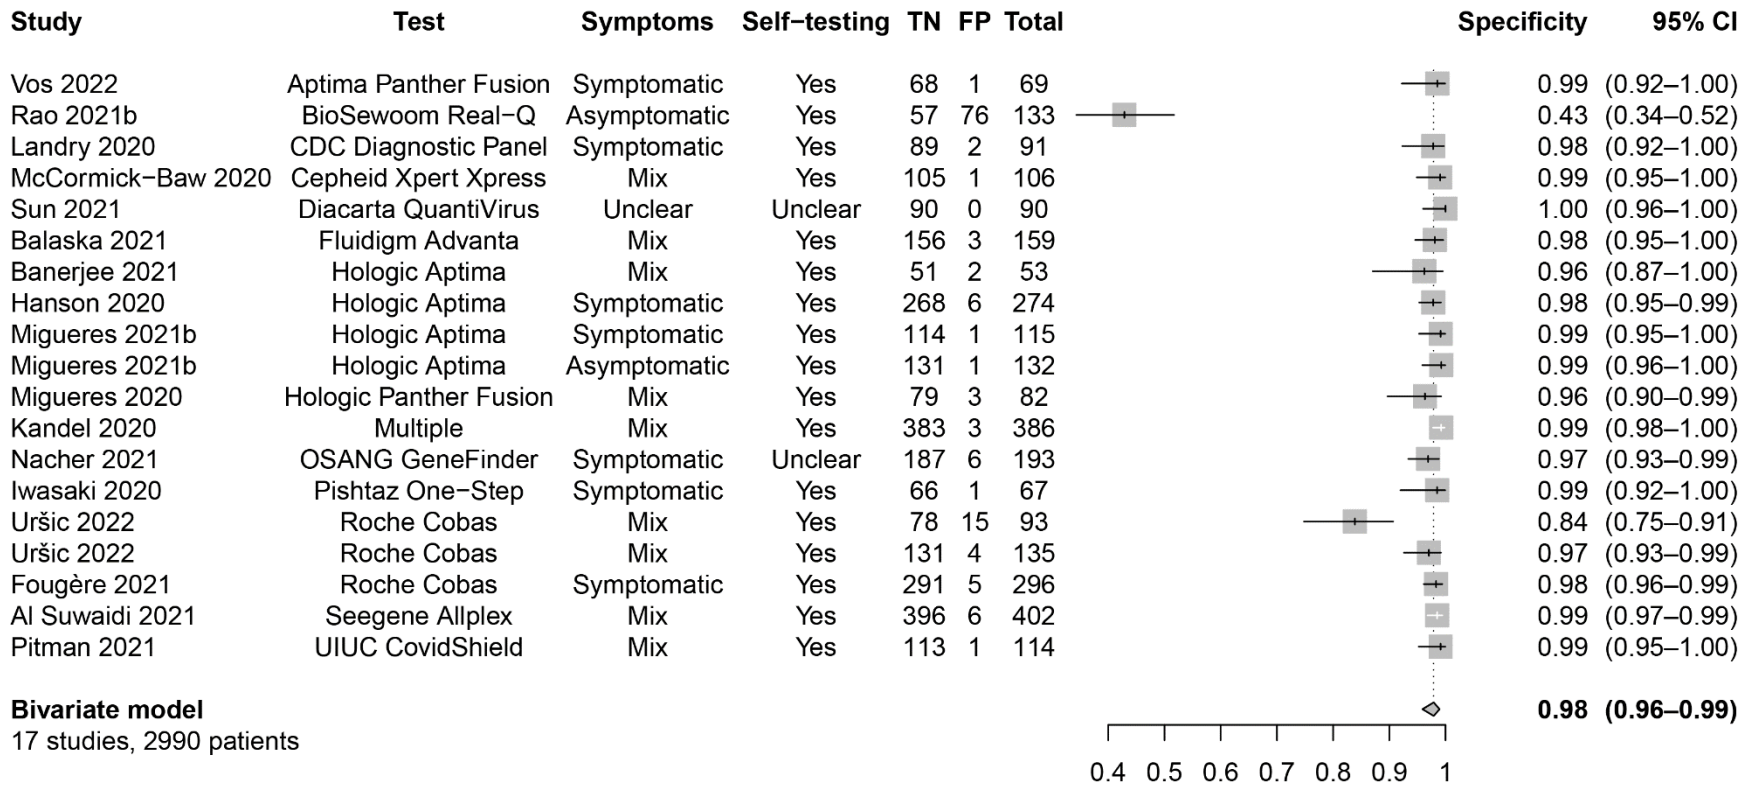 Study Test Symptoms Self−testing TN FP Total Specificity 95% CI
Vos 2022 Aptima Panther Fusion Symptomatic Yes 68 1 69 0.99 (0.92–1.00)
Rao 2021b BioSewoom Real−Q Asymptomatic Yes 57 76 133 0.43 (0.34–0.52)
Landry 2020 CDC Diagnostic Panel Symptomatic Yes 89 2 91 0.98 (0.92–1.00)
McCormick−Baw 2020 Cepheid Xpert Xpress Mix Yes 105 1 106 0.99 (0.95–1.00)
Sun 2021 Diacarta QuantiVirus Unclear Unclear 90 0 90 1.00 (0.96–1.00)
Balaska 2021 Fluidigm Advanta Mix Yes 156 3 159 0.98 (0.95–1.00)
Banerjee 2021 Hologic Aptima Mix Yes 51 2 53 0.96 (0.87–1.00)
Hanson 2020 Hologic Aptima Symptomatic Yes 268 6 274 0.98 (0.95–0.99)
Migueres 2021b Hologic Aptima Symptomatic Yes 114 1 115 0.99 (0.95–1.00)
Migueres 2021b Hologic Aptima Asymptomatic Yes 131 1 132 0.99 (0.96–1.00)
Migueres 2020 Hologic Panther Fusion Mix Yes 79 3 82 0.96 (0.90–0.99)
Kandel 2020 Multiple Mix Yes 383 3 386 0.99 (0.98–1.00)
Nacher 2021 OSANG GeneFinder Symptomatic Unclear 187 6 193 0.97 (0.93–0.99)
Iwasaki 2020 Pishtaz One−Step Symptomatic Yes 66 1 67 0.99 (0.92–1.00)
Uršic 2022 Roche Cobas Mix Yes 78 15 93 0.84 (0.75–0.91)
Uršic 2022 Roche Cobas Mix Yes 131 4 135 0.97 (0.93–0.99)
Fougère 2021 Roche Cobas Symptomatic Yes 291 5 296 0.98 (0.96–0.99)
Al Suwaidi 2021 Seegene Allplex Mix Yes 396 6 402 0.99 (0.97–0.99)
Pitman 2021 UIUC CovidShield Mix Yes 113 1 114 0.99 (0.95–1.00)
Bivariate model 0.98 (0.96–0.99)
17 studies, 2990 patients
0.4 0.5 0.6 0.7 0.8 0.9 1